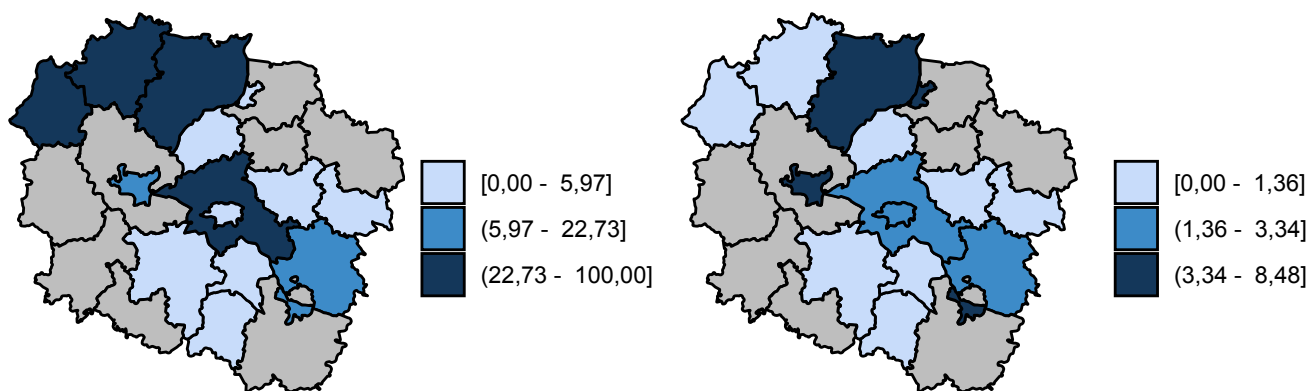 [0,00 - 5,97]
(5,97 - 22,73]
(22,73 - 100,00]
[0,00 - 1,36]
(1,36 - 3,34]
(3,34 - 8,48]